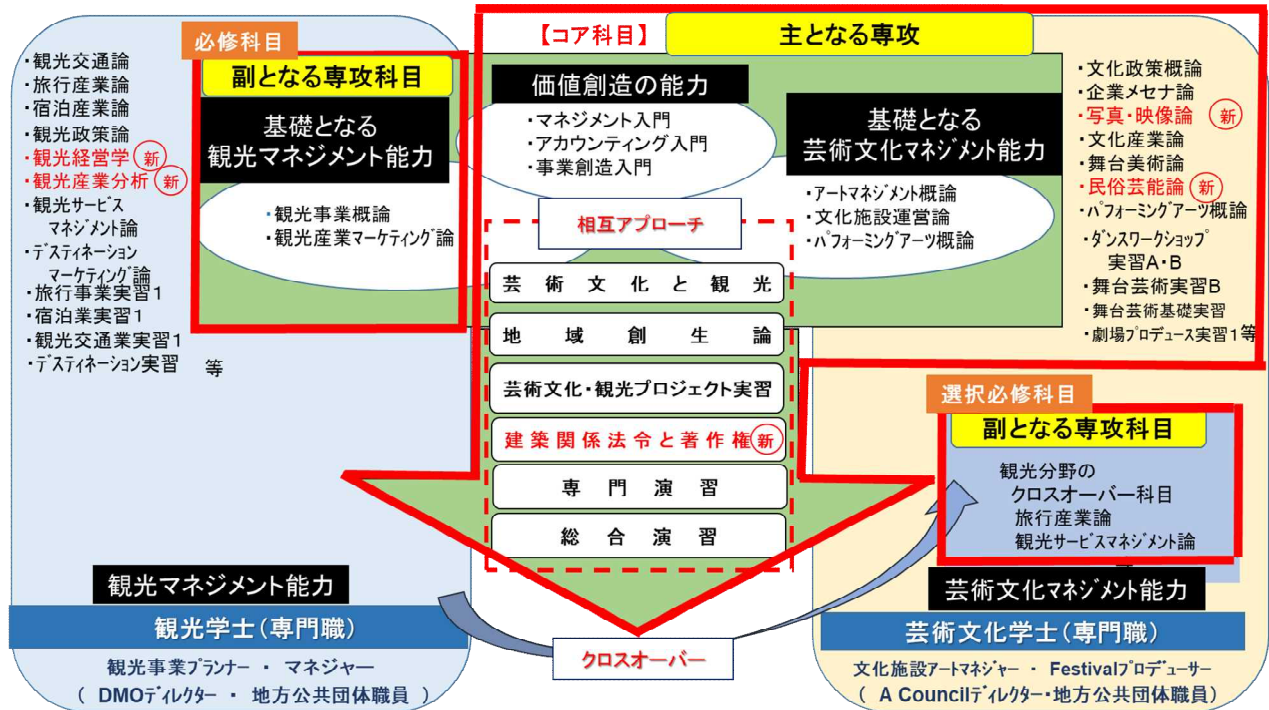 必修科目
・観光交通論
・旅行産業論
・宿泊産業論
・観光政策論
・観光経営学 新
・観光産業分析 新
・観光サービス
マネジメント論
・デスティネーション
マーケティング論
・旅行事業実習1
・宿泊業実習1
・観光交通業実習1
・デスティネーション実習 等
副となる専攻科目
基礎となる
観光マネジメント能力
・観光事業概論
・観光産業マーケティング論
【コア科目】
主となる専攻
価値創造の能力
・マネジメント入門
・アカウンティング入門
・事業創造入門
基礎となる
芸術文化マネジメント能力
・アートマネジメント概論
・文化施設運営論
・パフォーミングアーツ概論
相互アプローチ
芸術文化と観光
地域創生論
芸術文化・観光プロジェクト実習
建築関係法令と著作権 新
専門演習
総合演習
・文化政策概論
・企業メセナ論
・写真・映像論 新
・文化産業論
・舞台美術論
・民俗芸能論 新
・パフォーミングアーツ概論
・ダンスワークショップ
実習A・B
・舞台芸術実習B
・舞台芸術基礎実習
・劇場プロデュース実習1等
選択必修科目
副となる専攻科目
観光分野の
クロスオーバー科目
旅行産業論
観光サービスマネジメント論
観光マネジメント能力
観光学士(専門職)
観光事業プランナー ・ マネジャー
( DMOディレクター ・ 地方公共団体職員 )
クロスオーバー
芸術文化マネジメント能力
芸術文化学士(専門職)
文化施設アートマネジャー ・ Festivalプロデューサー
( A Councilディレクター・地方公共団体職員)